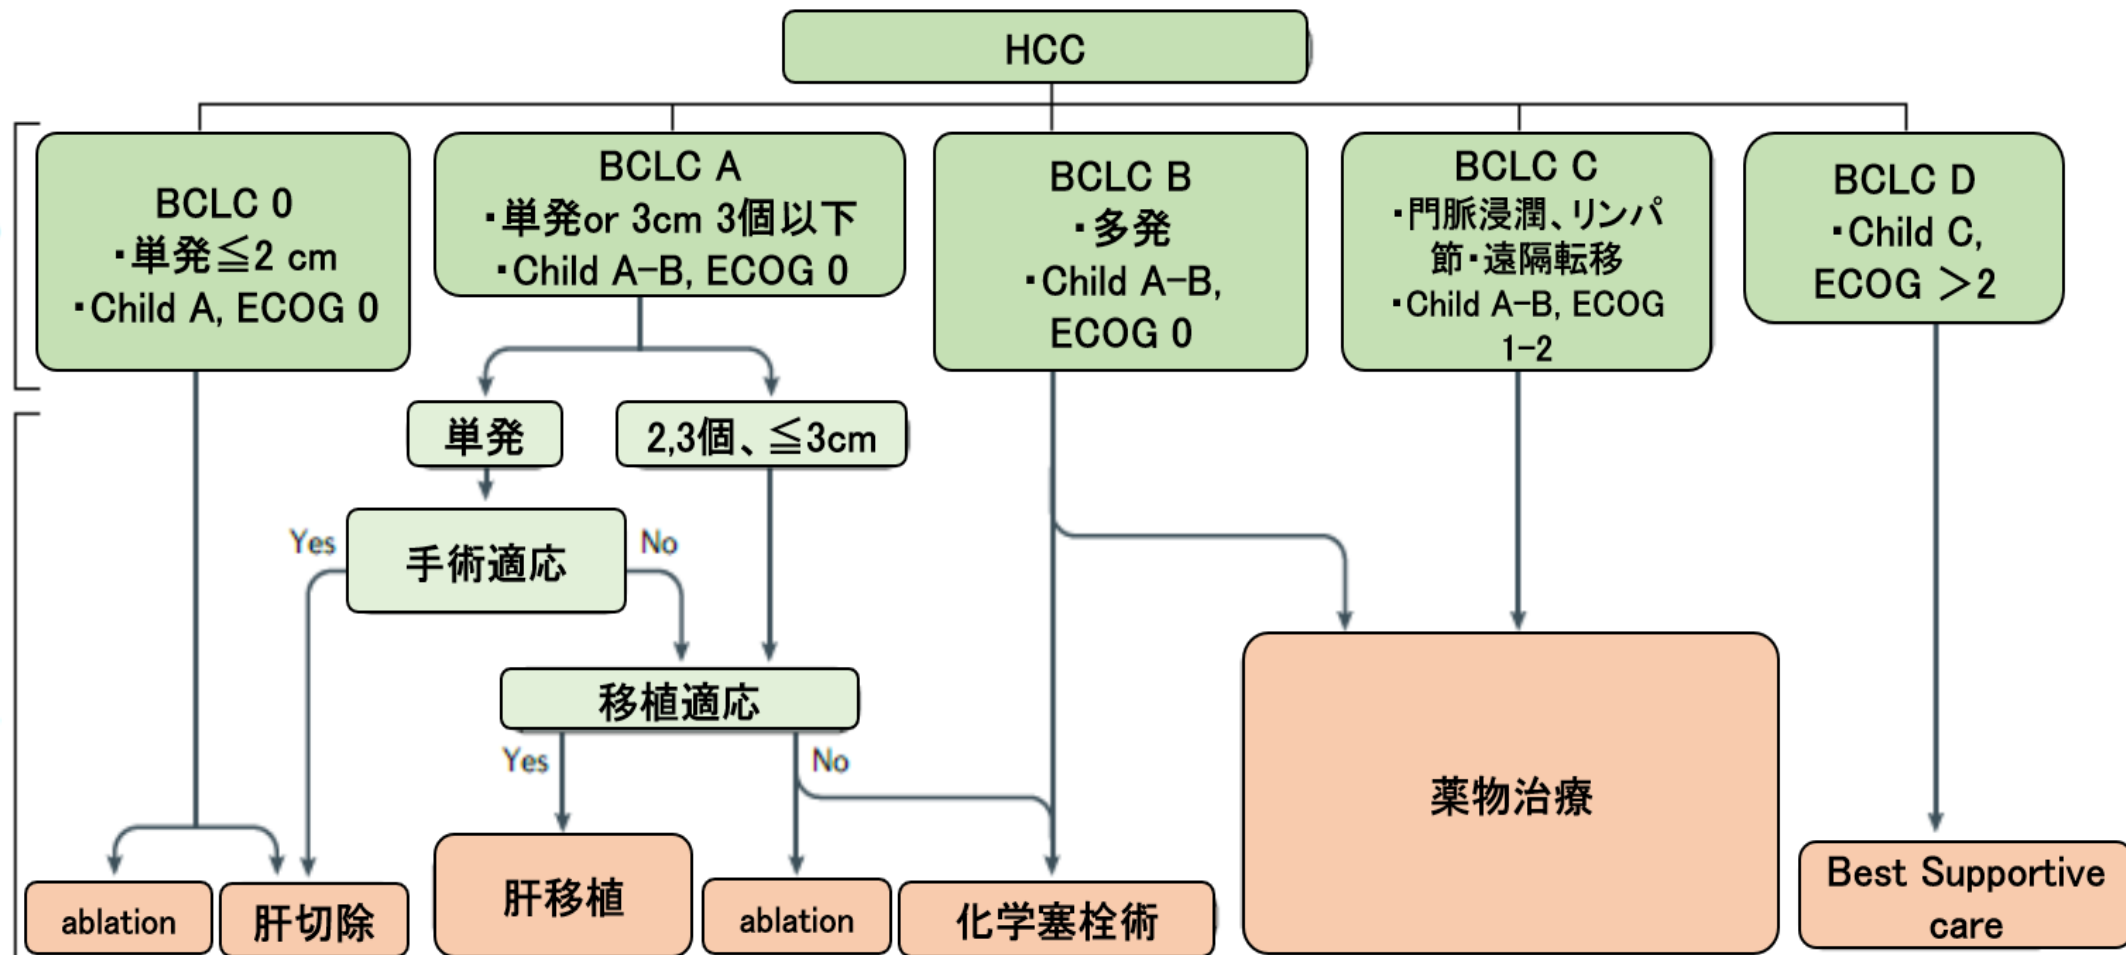 HCC
BCLC 0
・単発≦2 cm
・Child A, ECOG 0
BCLC A
・単発or 3cm 3個以下
・Child A-B, ECOG 0
BCLC B
・多発
・Child A-B,
ECOG 0
BCLC C
・門脈浸潤、リンパ
節・遠隔転移
・Child A-B, ECOG
1-2
BCLC D
・Child C,
ECOG ＞2
単発
2,3個、≦3cm
Yes
手術適応
No
移植適応
Yes
No
薬物治療
ablation
肝切除
肝移植
ablation
化学塞栓術
Best Supportive
care